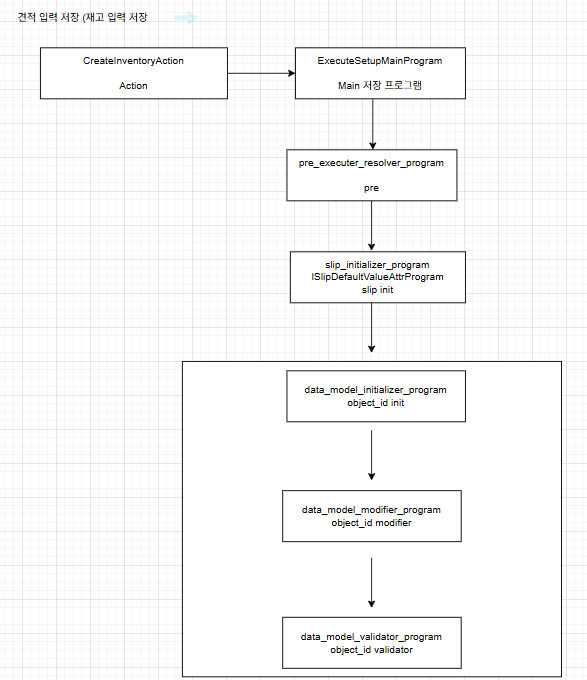 견적 입력 저장 (재고 입력 저장
CreateInventoryAction
Action
ExecuteSetupMainProgram
Main 저장 프로그램
pre_executer_resolver_program
pre
slip_initializer_program
ISlipDefaultValueAttrProgram
slip init
data_model_initializer_program
object_id init
data_model_modifier_program
object_id modifier
data_model_validator_program
object_id validator